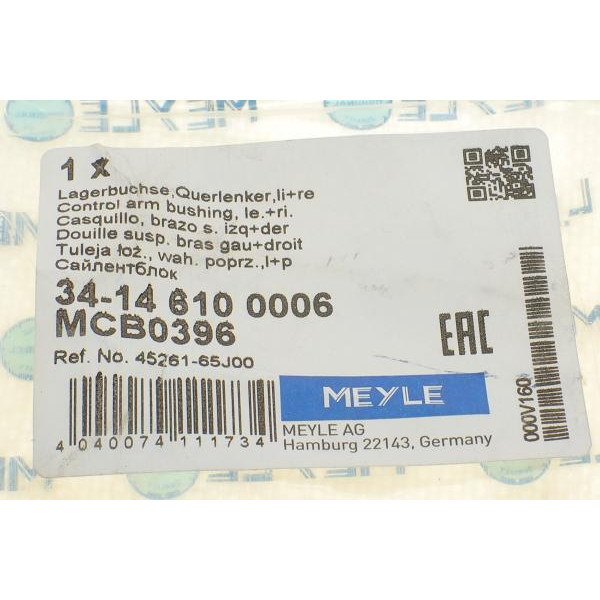 MEYLE
1 x
Lagerbuchse,Querlenker,li+re
Control arm bushing, le.+ri.
Casquillo, brazo s. izq+der
Douille susp. bras gau+droit
Tuleja łoż., wah. poprz.,l+p
Сайлентблок
34-14 610 0006
MCB0396
Ref. No. 45261-65J00
EAC
000V160
MEYLE
MEYLE AG
Hamburg 22143, Germany
4 040074 111734